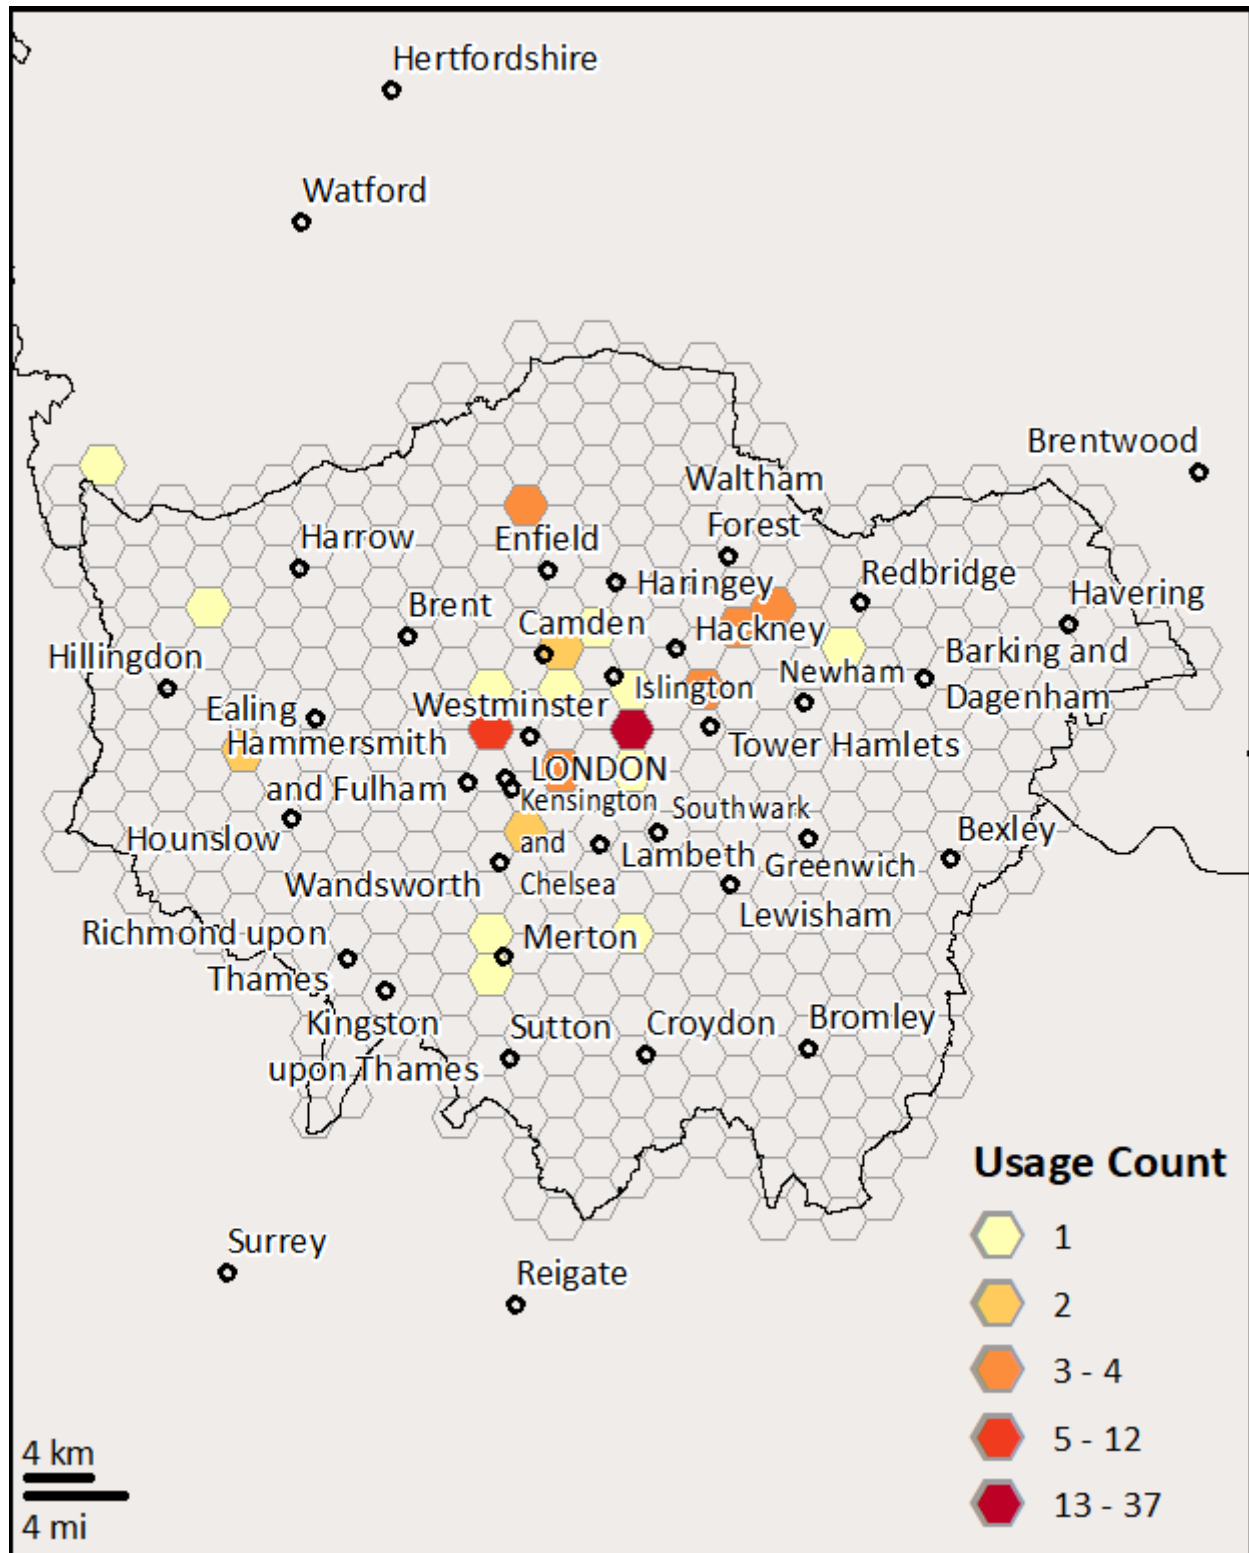 Hertfordshire
Watford
Brentwood
Waltham
Forest
Harrow
Enfield
Haringey
Redbridge
Havering
Brent
Camden
Hackney
Barking and
Dagenham
Hillingdon
Newham
Islington
Ealing
Westminster
Tower Hamlets
Hammersmith
and Fulham
LONDON
Kensington
and
Chelsea
Southwark
Hounslow
Lambeth
Greenwich
Bexley
Wandsworth
Lewisham
Richmond upon
Thames
Merton
Kingston
upon Thames
Sutton
Croydon
Bromley
Surrey
Reigate
Usage Count
1
2
3 - 4
5 - 12
13 - 37
4 km
4 mi